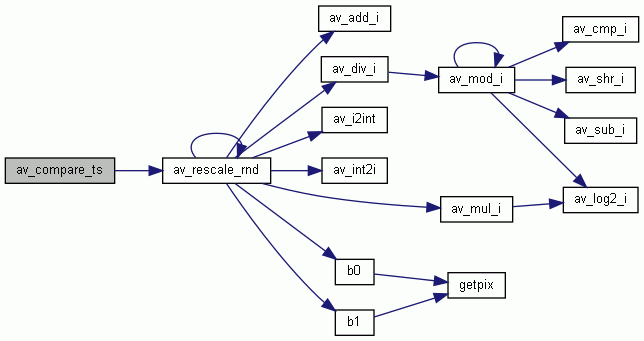 av_compare_ts
av_rescale_rnd
av_add_i
av_div_i
av_i2int
av_int2i
av_mul_i
b0
b1
av_mod_i
getpix
av_cmp_i
av_shr_i
av_sub_i
av_log2_i